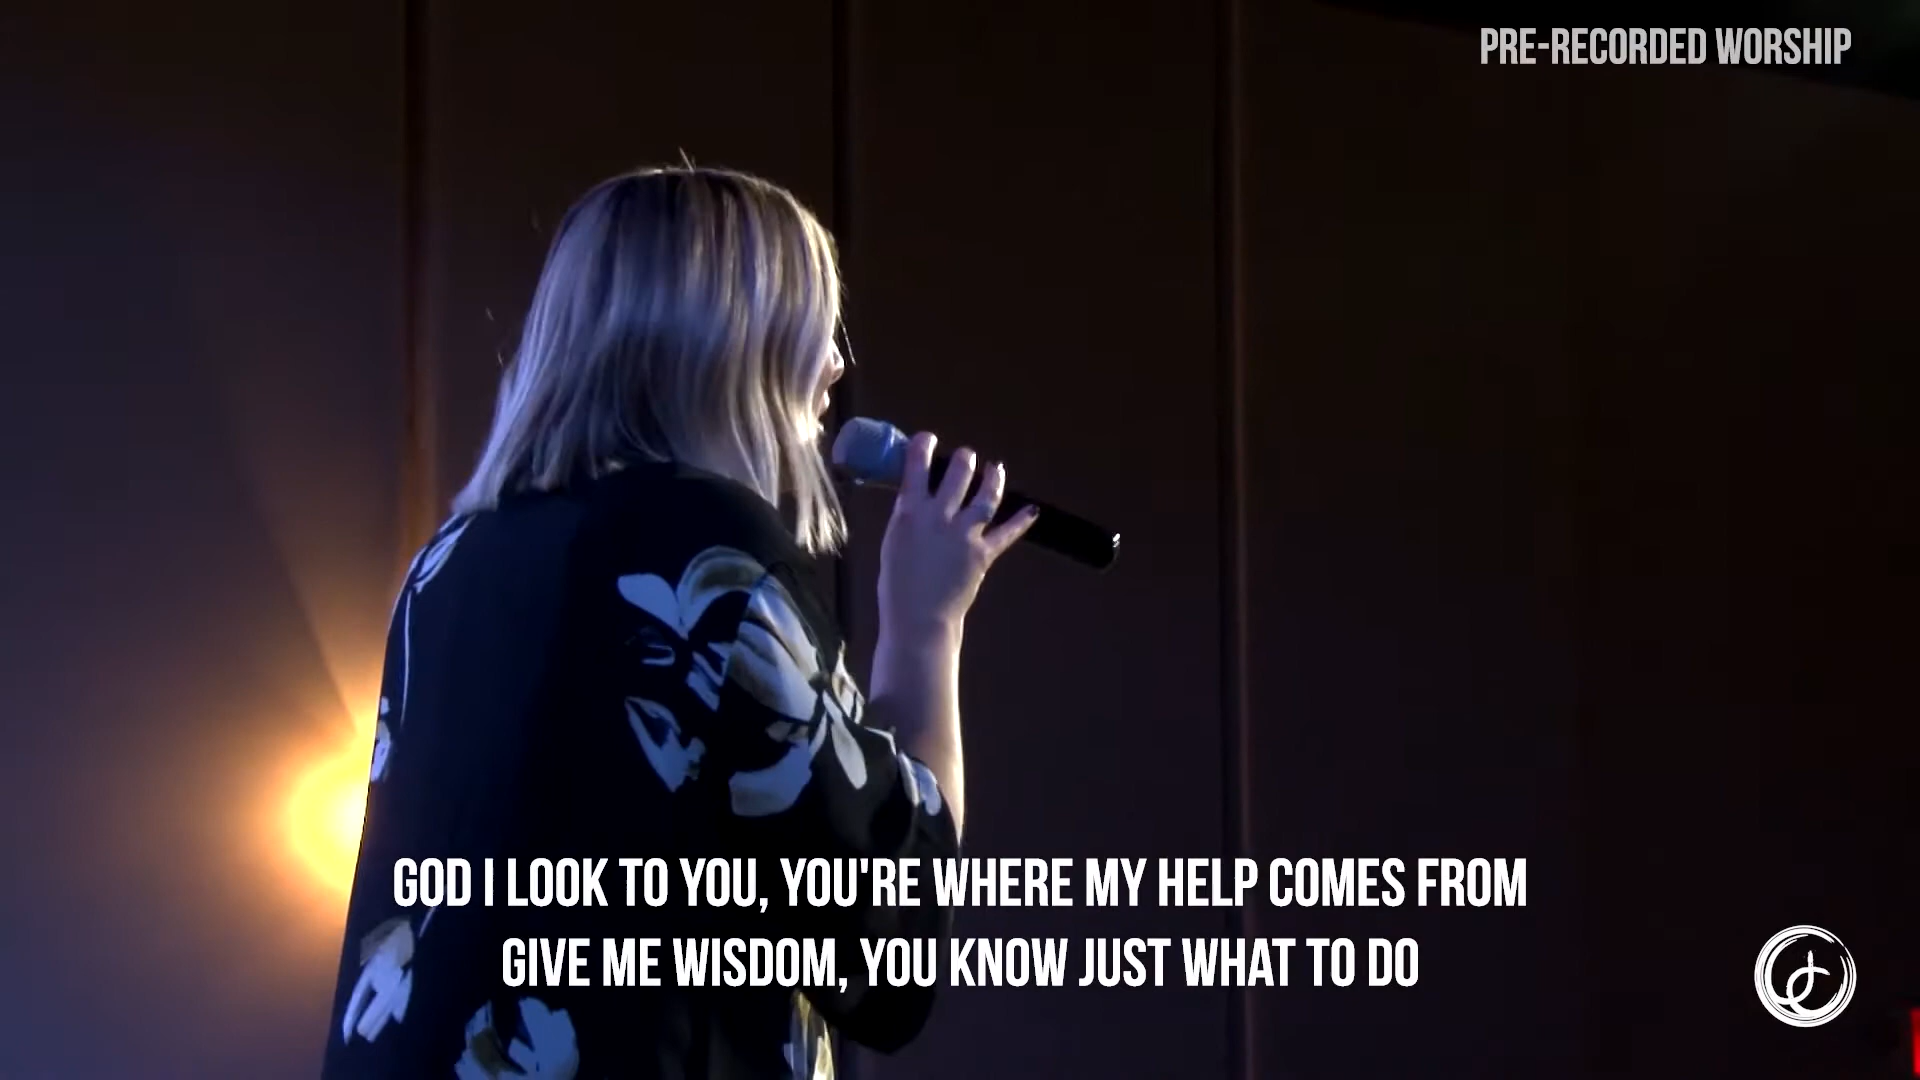 PRE-RECORDED WORSHIP
GOD I LOOK TO YOU, YOU'RE WHERE MY HELP COMES FROM
GIVE ME WISDOM, YOU KNOW JUST WHAT TO DO